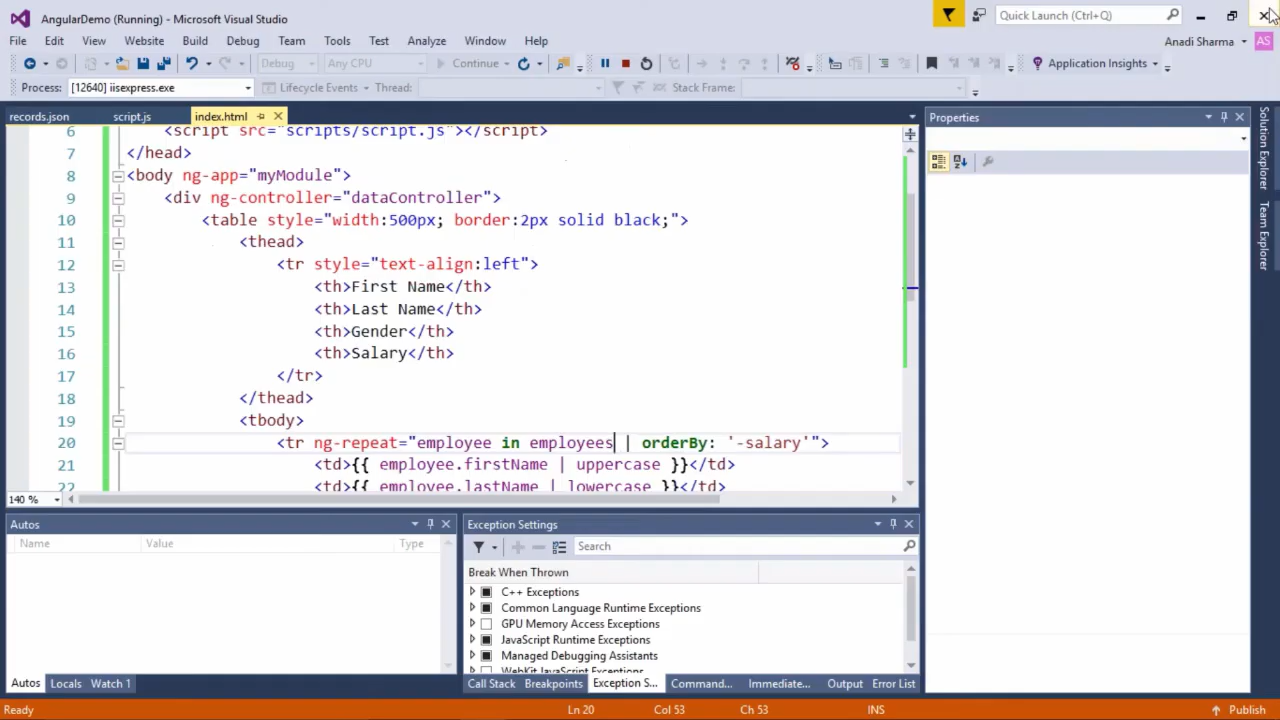 AngularDemo (Running) - Microsoft Visual Studio
Quick Launch (Ctrl+Q)
File Edit View Website Build Debug Team Tools Test Analyze Window Help
Anadi Sharma AS
Debug Any CPU Continue Application Insights
Process: [12640] iisexpress.exe Lifecycle Events Thread: Stack Frame:
records.json script.js index.html
Properties
6 <script src="scripts/script.js"></script>
7 </head>
8 <body ng-app="myModule">
9 <div ng-controller="dataController">
10 <table style="width:500px; border:2px solid black;">
11 <thead>
12 <tr style="text-align:left">
13 <th>First Name</th>
14 <th>Last Name</th>
15 <th>Gender</th>
16 <th>Salary</th>
17 </tr>
18 </thead>
19 <tbody>
20 <tr ng-repeat="employee in employees | orderBy: '-salary'">
21 <td>{{ employee.firstName | uppercase }}</td>
22 <td>{{ employee.lastName | lowercase }}</td>
140 %
Solution Explorer
Team Explorer
Autos
Name Value Type
Autos Locals Watch 1
Exception Settings
Search
Break When Thrown
C++ Exceptions
Common Language Runtime Exceptions
GPU Memory Access Exceptions
JavaScript Runtime Exceptions
Managed Debugging Assistants
WebKit JavaScript Exceptions
Call Stack Breakpoints Exception S... Command... Immediate... Output Error List
Ready Ln 20 Col 53 Ch 53 INS Publish